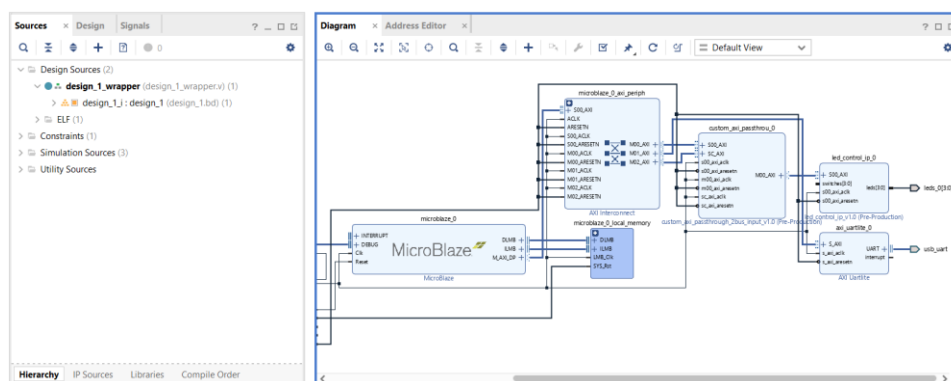 Sources
Design
Signals
0
Design Sources (2)
design_1_wrapper (design_1_wrapper.v) (1)
design_1_i : design_1 (design_1.bd) (1)
ELF (1)
Constraints (1)
Simulation Sources (3)
Utility Sources
Hierarchy
IP Sources
Libraries
Compile Order
Diagram
Address Editor
Default View
microblaze_0_axi_periph
S00_AXI
ACLK
ARESETN
S00_ACLK
S00_ARESETN
M00_ACLK
M00_ARESETN
M01_ACLK
M01_ARESETN
M02_ACLK
M02_ARESETN
M00_AXI
M01_AXI
M02_AXI
AXI Interconnect
custom_axi_passthrou_0
S00_AXI
SC_AXI
s00_axi_aclk
s00_axi_aresetn
m00_axi_aclk
m00_axi_aresetn
sc_axi_aclk
sc_axi_aresetn
M00_AXI
custom_axi_passthrough_2bus_input_v1.0 (Pre-Production)
led_control_ip_0
S00_AXI
switches[3:0]
s00_axi_aclk
s00_axi_aresetn
leds[3:0]
led_control_ip_v1.0 (Pre-Production)
leds_0[3:0
microblaze_0
INTERRUPT
DEBUG
Clk
Reset
MicroBlaze
DLMB
ILMB
M_AXI_DP
MicroBlaze
microblaze_0_local_memory
DLMB
ILMB
LMB_Clk
SYS_Rst
axi_uartlite_0
S_AXI
s_axi_aclk
s_axi_aresetn
UART
interrupt
AXI Uartlite
usb_uart